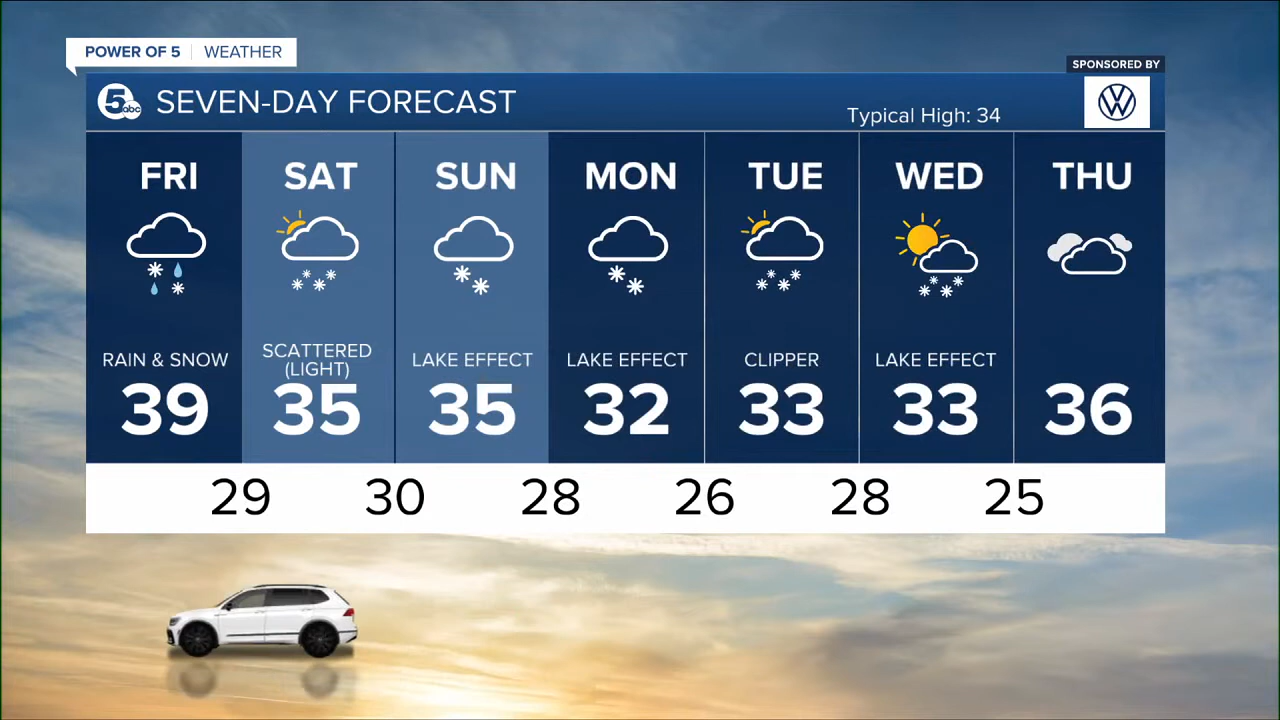 POWER OF 5 WEATHER
SPONSORED BY
5 abc SEVEN-DAY FORECAST
Typical High: 34
FRI SAT SUN MON TUE WED THU
RAIN & SNOW SCATTERED (LIGHT) LAKE EFFECT LAKE EFFECT CLIPPER LAKE EFFECT
39 35 35 32 33 33 36
29 30 28 26 28 25